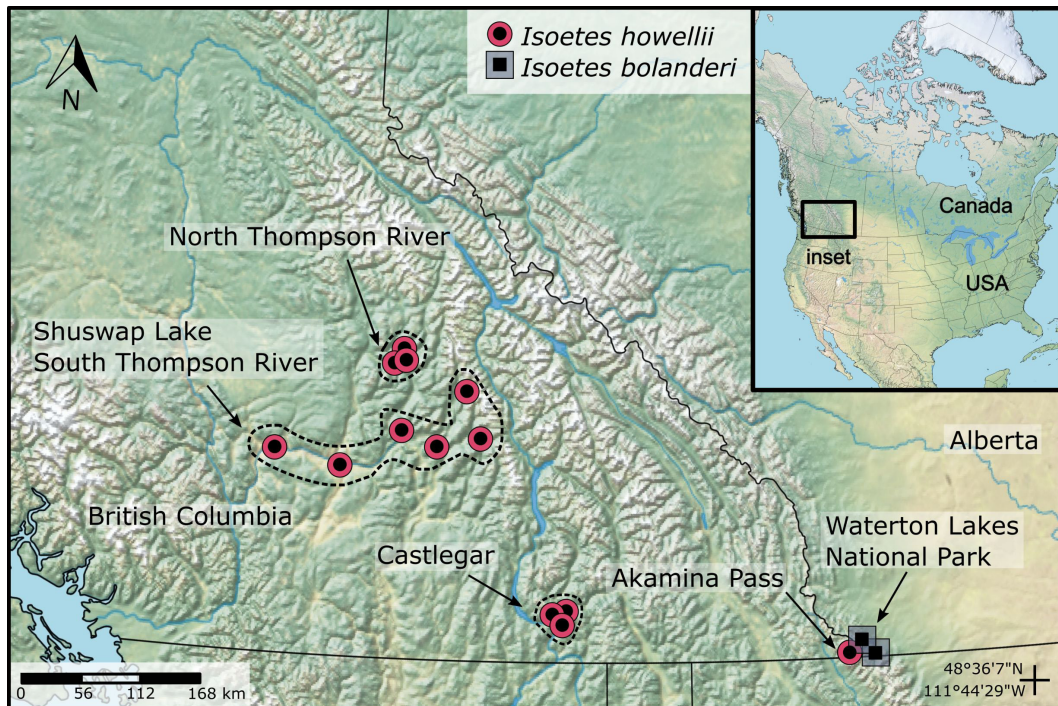 Isoetes howellii
Isoetes bolanderi
N
Canada
inset
USA
North Thompson River
Shuswap Lake
South Thompson River
Alberta
British Columbia
Waterton Lakes
National Park
Castlegar
Akamina Pass
48°36'7"N
111°44'29"W
0 56 112 168 km